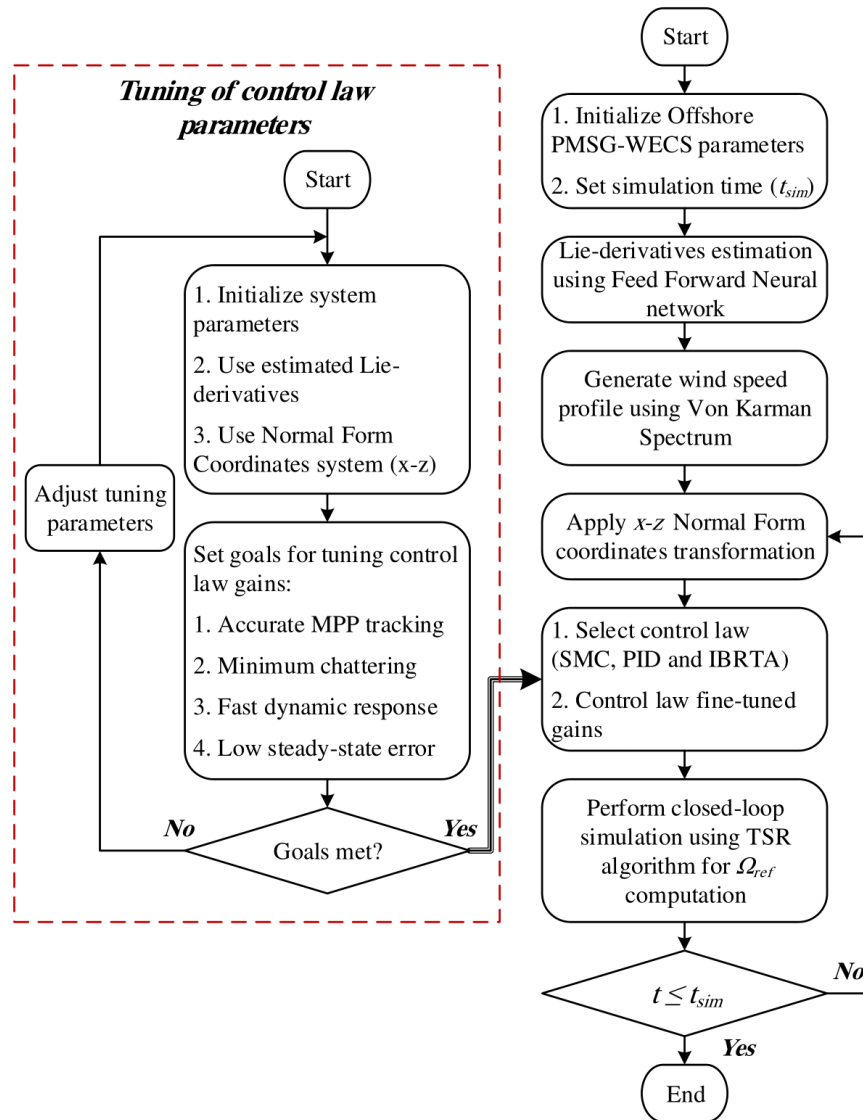 Tuning of control law
parameters
Start
1. Initialize system
parameters
2. Use estimated Lie-
derivatives
3. Use Normal Form
Coordinates system (x-z)
Adjust tuning
parameters
Set goals for tuning control
law gains:
1. Accurate MPP tracking
2. Minimum chattering
3. Fast dynamic response
4. Low steady-state error
No
Yes
Goals met?
Start
1. Initialize Offshore
PMSG-WECS parameters
2. Set simulation time (t_sim)
Lie-derivatives estimation
using Feed Forward Neural
network
Generate wind speed
profile using Von Karman
Spectrum
Apply x-z Normal Form
coordinates transformation
1. Select control law
(SMC, PID and IBRTA)
2. Control law fine-tuned
gains
Perform closed-loop
simulation using TSR
algorithm for Ω_ref
computation
No
t ≤ t_sim
Yes
End